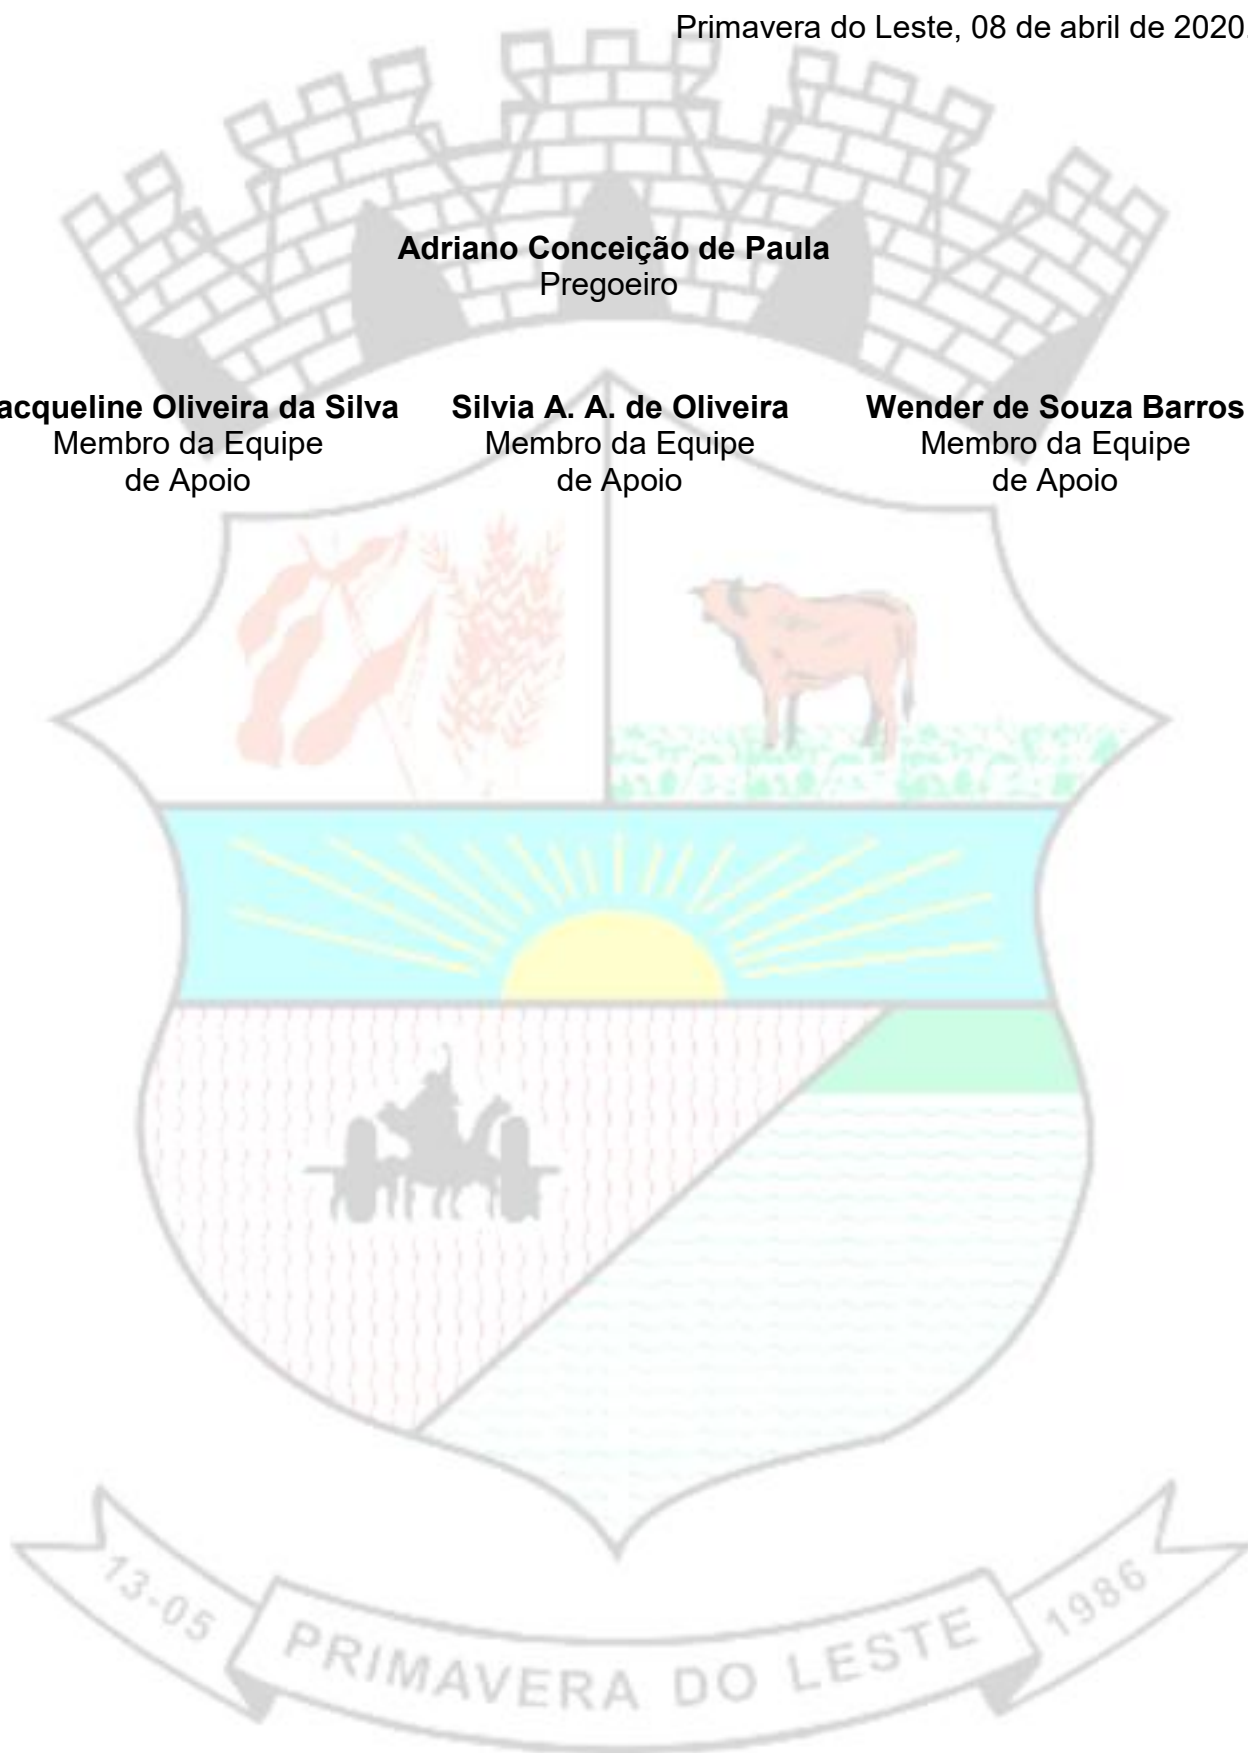 Primavera do Leste, 08 de abril de 2020.
Adriano Conceição de Paula
Pregoeiro
acqueline Oliveira da Silva Silvia A. A. de Oliveira Wender de Souza Barros
Membro da Equipe Membro da Equipe Membro da Equipe
de Apoio de Apoio de Apoio
13-05 PRIMAVERA DO LESTE 1986